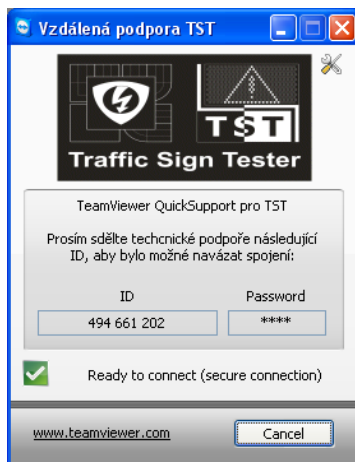 Vzdálená podpora TST
TST
Traffic Sign Tester
TeamViewer QuickSupport pro TST
Prosím sdělte techcnické podpoře následující
ID, aby bylo možné navázat spojení:
ID Password
494 661 202 ****
Ready to connect (secure connection)
www.teamviewer.com Cancel